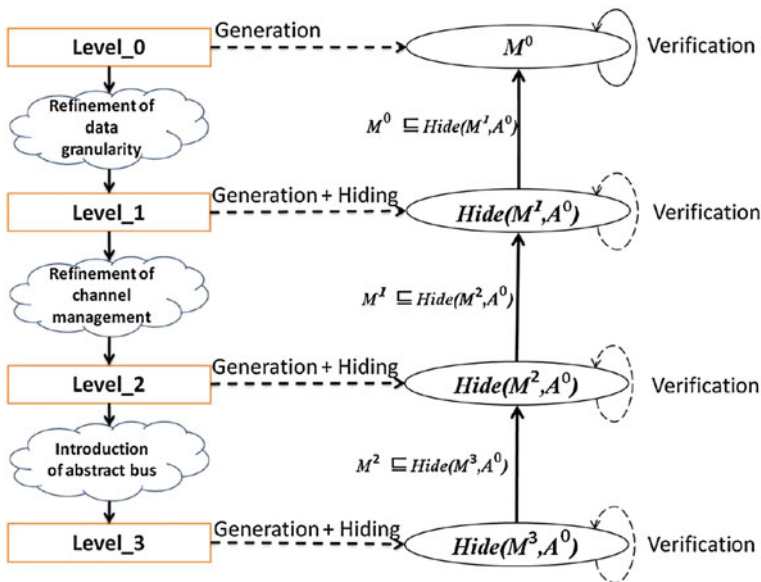 Level_0
Generation
M⁰
Verification
Refinement of
data
granularity
M⁰ ⊑ Hide(M¹,A⁰)
Level_1
Generation + Hiding
Hide(M¹,A⁰)
Verification
Refinement of
channel
management
M¹ ⊑ Hide(M²,A⁰)
Level_2
Generation + Hiding
Hide(M²,A⁰)
Verification
Introduction
of abstract bus
M² ⊑ Hide(M³,A⁰)
Level_3
Generation + Hiding
Hide(M³,A⁰)
Verification